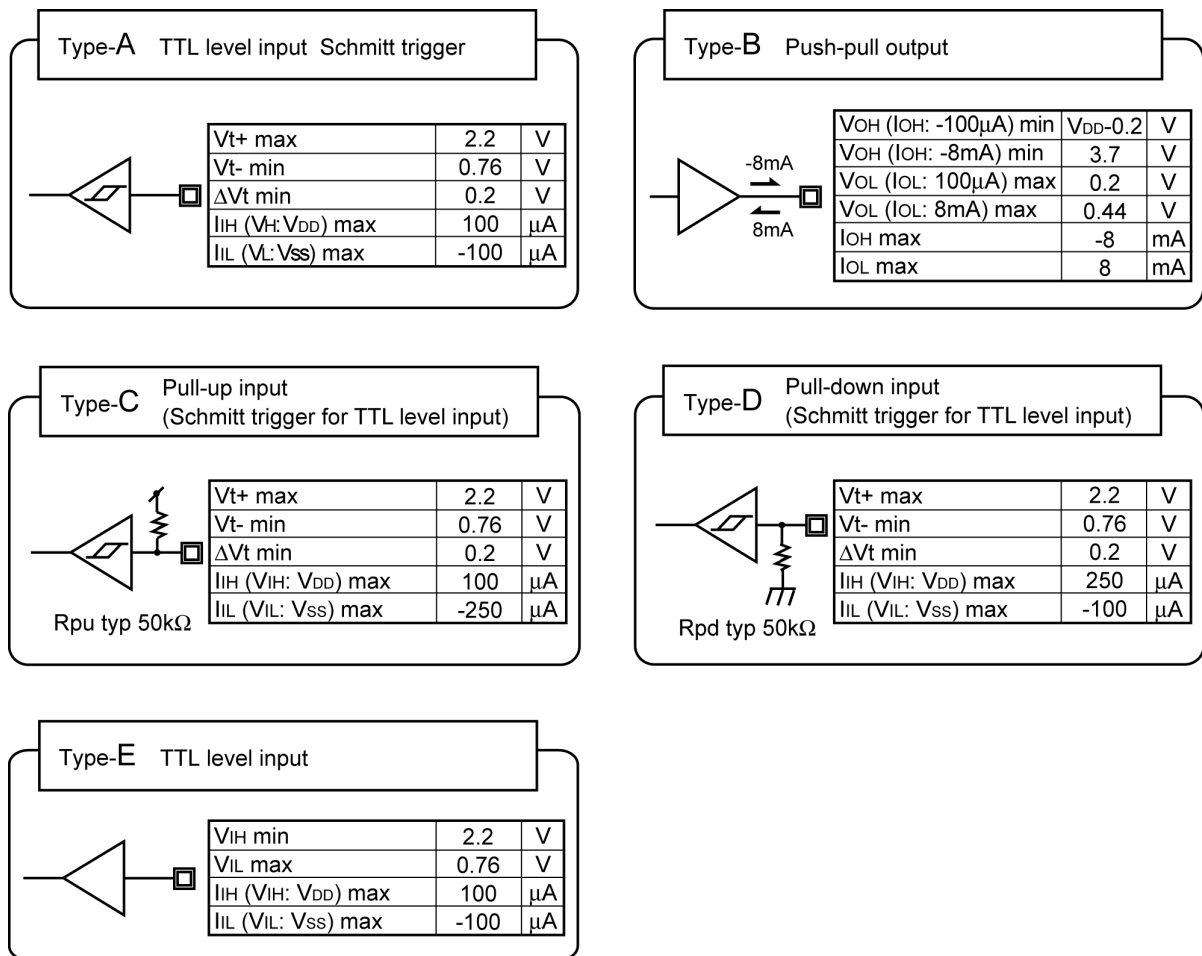 Type-A TTL level input Schmitt trigger
Vt+ max 2.2 V
Vt- min 0.76 V
ΔVt min 0.2 V
IIH (VH: VDD) max 100 μA
IIL (VL: Vss) max -100 μA
Type-B Push-pull output
-8mA
8mA
VOH (IOH: -100μA) min VDD-0.2 V
VOH (IOH: -8mA) min 3.7 V
VOL (IOL: 100μA) max 0.2 V
VOL (IOL: 8mA) max 0.44 V
IOH max -8 mA
IOL max 8 mA
Type-C Pull-up input
(Schmitt trigger for TTL level input)
Rpu typ 50kΩ
Vt+ max 2.2 V
Vt- min 0.76 V
ΔVt min 0.2 V
IIH (VIH: VDD) max 100 μA
IIL (VIL: Vss) max -250 μA
Type-D Pull-down input
(Schmitt trigger for TTL level input)
Rpd typ 50kΩ
Vt+ max 2.2 V
Vt- min 0.76 V
ΔVt min 0.2 V
IIH (VIH: VDD) max 250 μA
IIL (VIL: Vss) max -100 μA
Type-E TTL level input
VIH min 2.2 V
VIL max 0.76 V
IIH (VIH: VDD) max 100 μA
IIL (VIL: Vss) max -100 μA